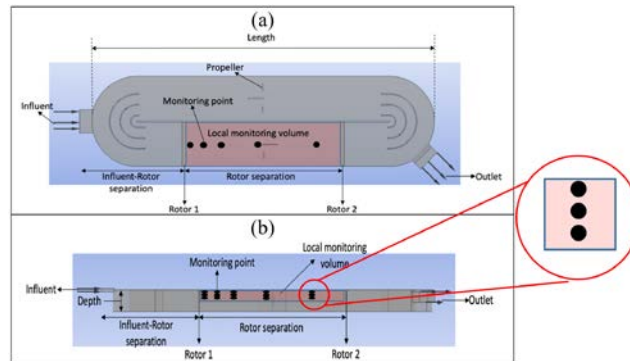 (a)
Length
Propeller
Influent
Monitoring point
Local monitoring volume
Influent-Rotor
separation
Rotor separation
Outlet
Rotor 1
Rotor 2
(b)
Local monitoring
volume
Monitoring point
Influent
Depth
Outlet
Influent-Rotor
separation
Rotor separation
Rotor 1
Rotor 2